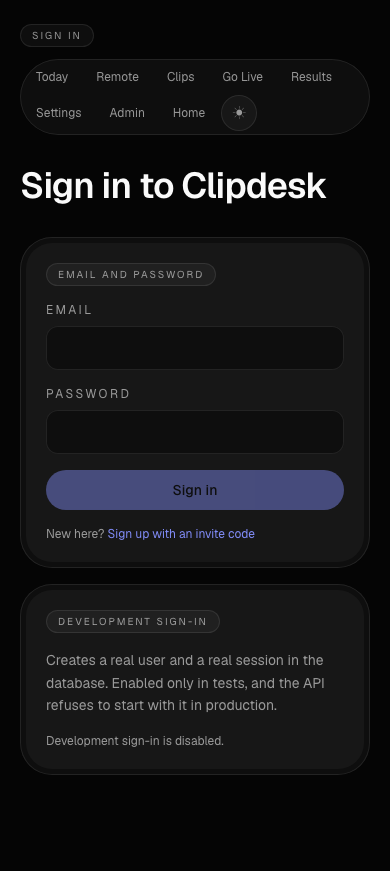 SIGN IN
Today Remote Clips Go Live Results
Settings Admin Home
Sign in to Clipdesk
EMAIL AND PASSWORD
EMAIL
PASSWORD
Sign in
New here? Sign up with an invite code
DEVELOPMENT SIGN-IN
Creates a real user and a real session in the
database. Enabled only in tests, and the API
refuses to start with it in production.
Development sign-in is disabled.